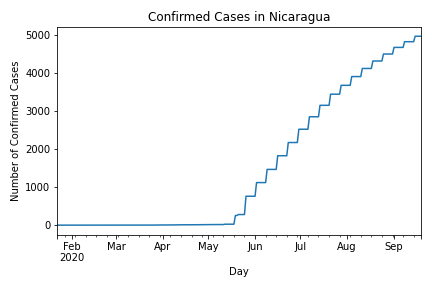 Confirmed Cases in Nicaragua
5000
4000
3000
2000
1000
0
Number of Confirmed Cases
Feb Mar Apr May Jun Jul Aug Sep
2020
Day